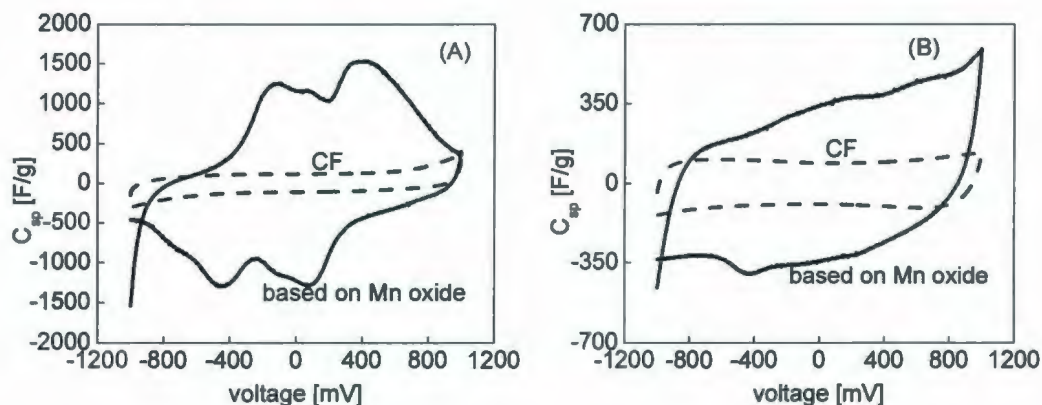 2000
1500
1000
500
0
-500
-1000
-1500
-2000
C_sp [F/g]
(A)
CF
based on Mn oxide
-1200 -800 -400 0 400 800 1200
voltage [mV]
700
350
0
-350
-700
C_sp [F/g]
(B)
CF
based on Mn oxide
-1200 -800 -400 0 400 800 1200
voltage [mV]